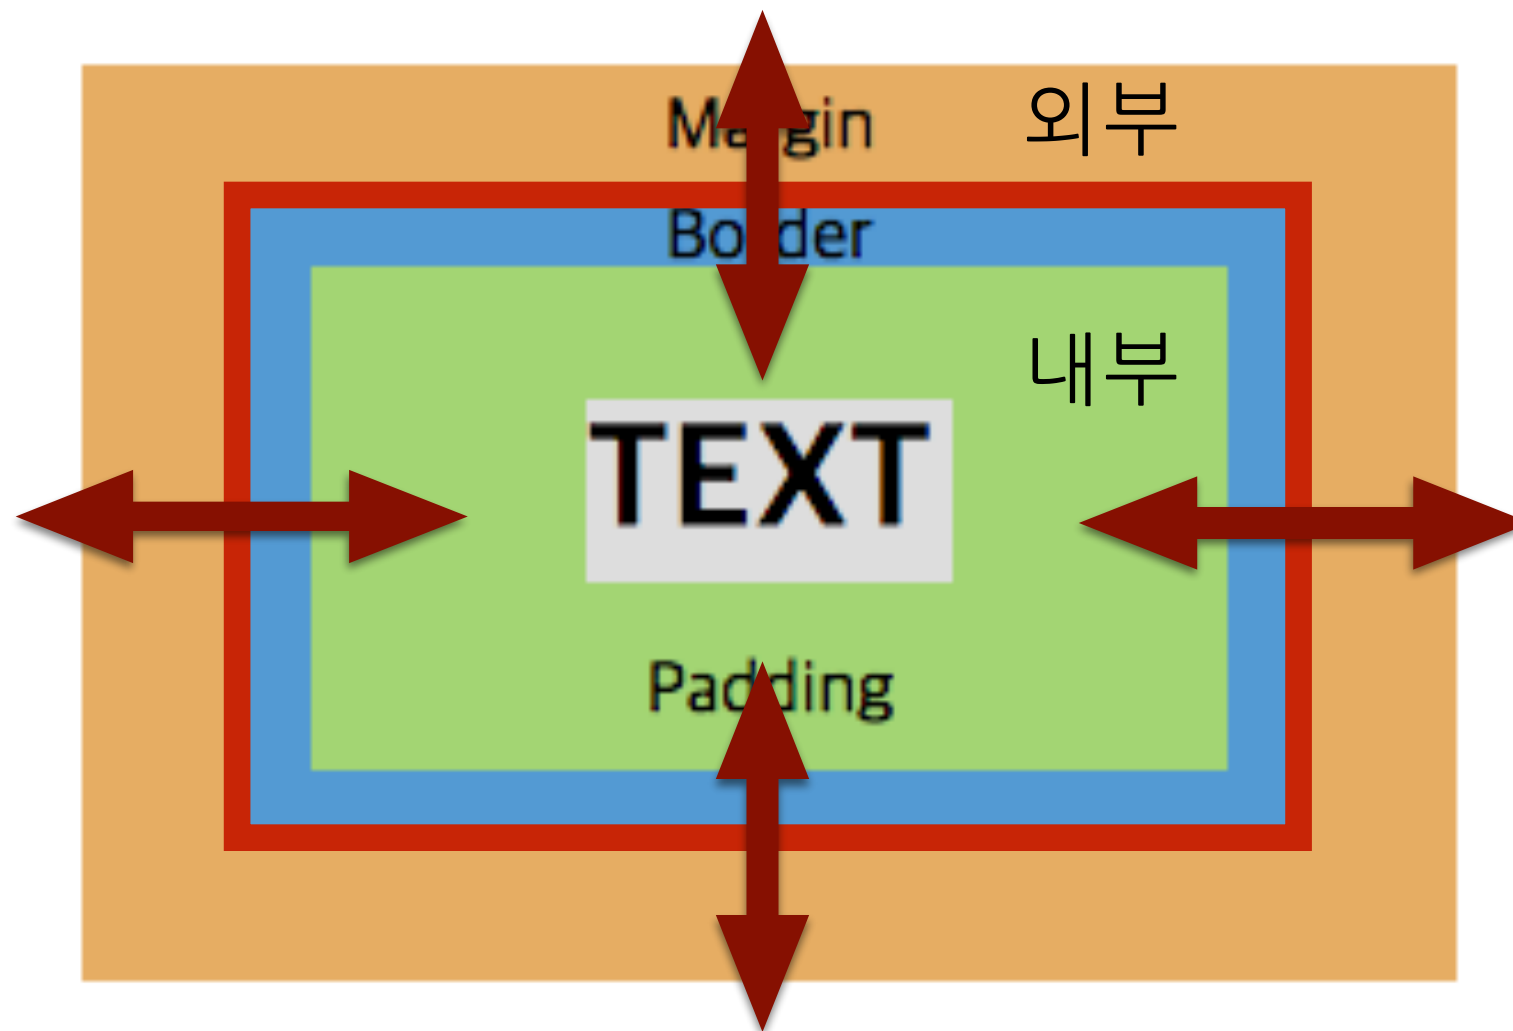 Margin 외부
Border
내부
TEXT
Padding